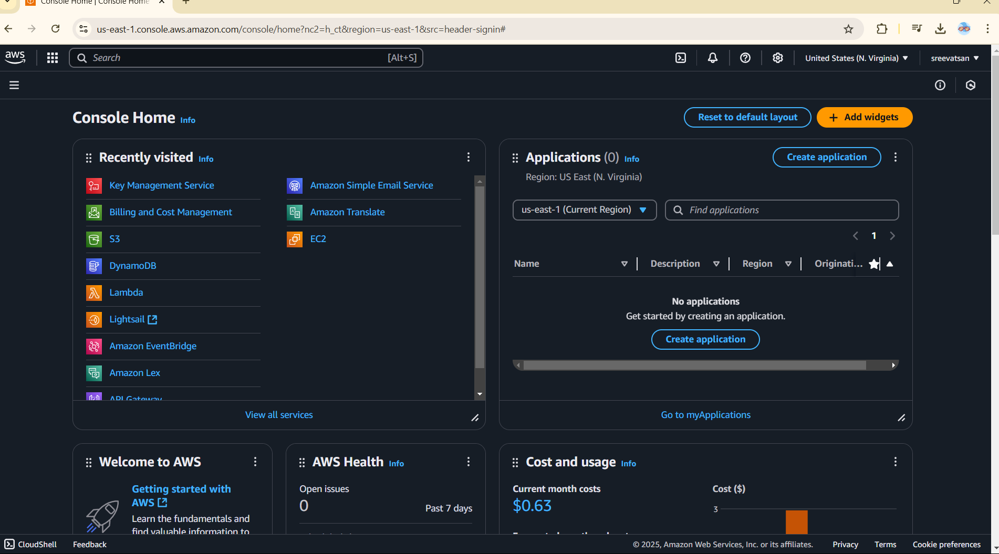 Console Home | Console Home
us-east-1.console.aws.amazon.com/console/home?nc2=h_ct&region=us-east-1&src=header-signin#
aws
Search
[Alt+S]
United States (N. Virginia)
sreevatsan
Console Home Info
Reset to default layout
Add widgets
Recently visited Info
Key Management Service
Billing and Cost Management
S3
DynamoDB
Lambda
Lightsail
Amazon EventBridge
Amazon Lex
API Gateway
Amazon Simple Email Service
Amazon Translate
EC2
View all services
Applications (0) Info
Create application
Region: US East (N. Virginia)
us-east-1 (Current Region)
Find applications
1
Name
Description
Region
Originati...
No applications
Get started by creating an application.
Create application
Go to myApplications
Welcome to AWS
Getting started with
AWS
Learn the fundamentals and
find valuable information to
AWS Health Info
Open issues
0
Past 7 days
Cost and usage Info
Current month costs
$0.63
Cost ($)
3
CloudShell
Feedback
© 2025, Amazon Web Services, Inc. or its affiliates.
Privacy
Terms
Cookie preferences